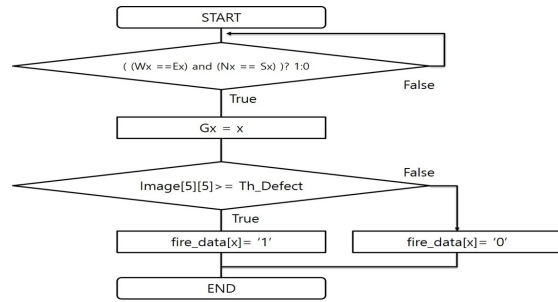 START
( (Wx ==Ex) and (Nx == Sx) )? 1:0
False
True
Gx = x
False
Image[5][5]>= Th_Defect
True
fire_data[x]= '1'
fire_data[x]= '0'
END